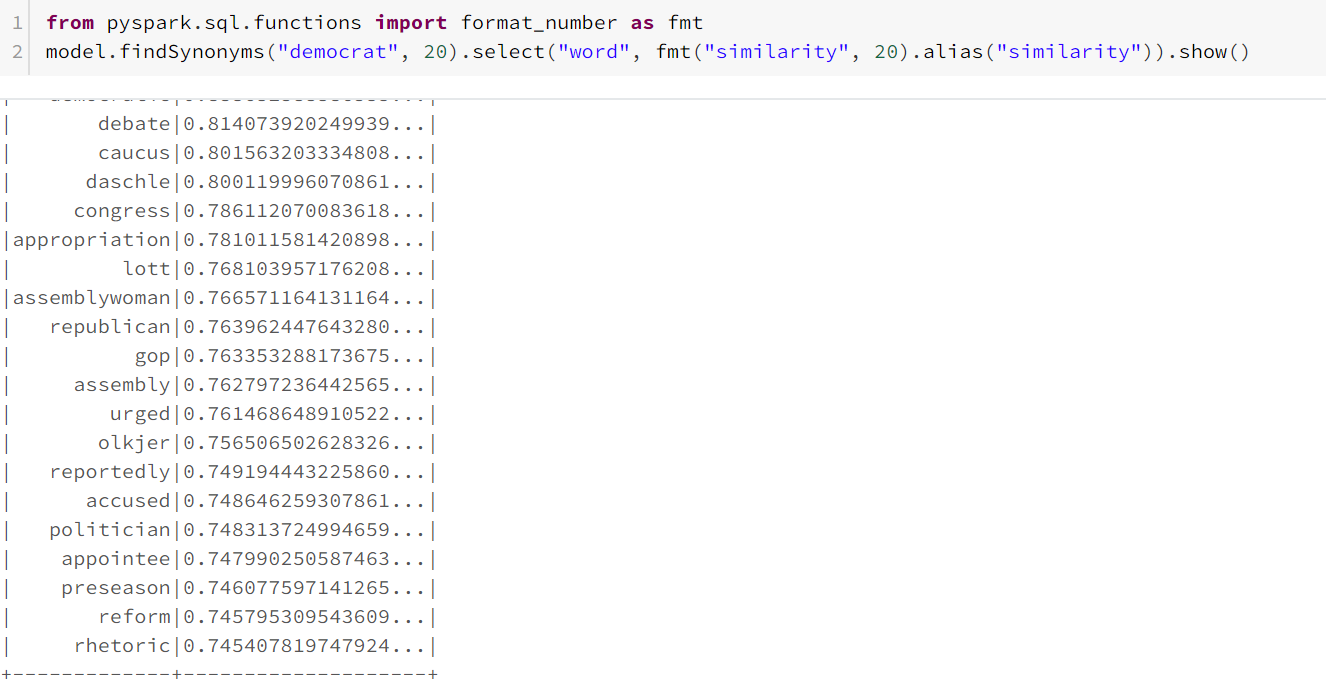 1 from pyspark.sql.functions import format_number as fmt
2 model.findSynonyms("democrat", 20).select("word", fmt("similarity", 20).alias("similarity")).show()
| debate|0.814073920249939...|
| caucus|0.801563203334808...|
| daschle|0.800119996070861...|
| congress|0.786112070083618...|
|appropriation|0.781011581420898...|
| lott|0.768103957176208...|
|assemblywoman|0.766571164131164...|
| republican|0.763962447643280...|
| gop|0.763353288173675...|
| assembly|0.762797236442565...|
| urged|0.761468648910522...|
| olkjer|0.756506502628326...|
| reportedly|0.749194443225860...|
| accused|0.748646259307861...|
| politician|0.748313724994659...|
| appointee|0.747990250587463...|
| preseason|0.746077597141265...|
| reform|0.745795309543609...|
| rhetoric|0.745407819747924...|
+-------------+--------------------+